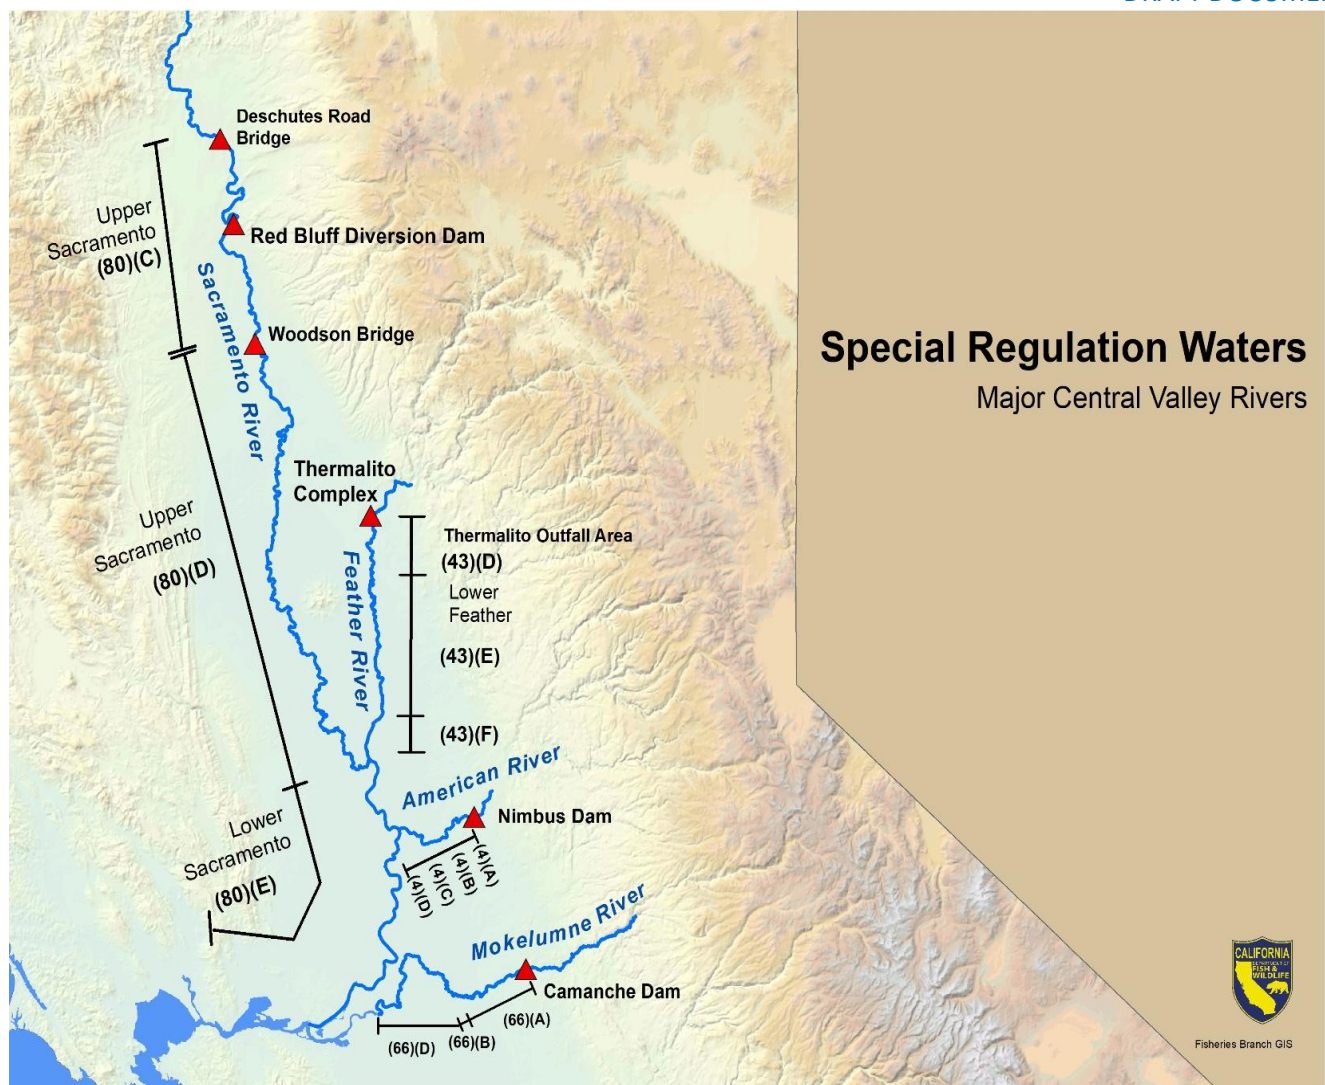 Deschutes Road
Bridge
Upper
Sacramento
(80)(C)
Red Bluff Diversion Dam
Sacramento River
Woodson Bridge
Special Regulation Waters
Major Central Valley Rivers
Thermalito
Complex
Upper
Sacramento
(80)(D)
Thermalito Outfall Area
(43)(D)
Feather River
Lower
Feather
(43)(E)
(43)(F)
American River
Nimbus Dam
Lower
Sacramento
(80)(E)
(4)(A)
(4)(B)
(4)(C)
(4)(D)
Mokelumne River
Camanche Dam
(66)(A)
(66)(B)
(66)(D)
CALIFORNIA
DEPARTMENT OF
FISH &
WILDLIFE
Fisheries Branch GIS